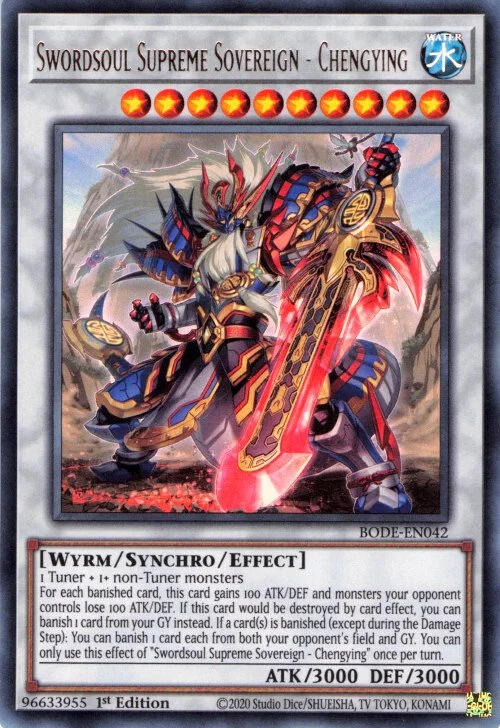 SWORDSOUL SUPREME SOVEREIGN - CHENGYING
WATER
水
BODE-EN042
[WYRM/SYNCHRO/EFFECT]
1 Tuner + 1+ non-Tuner monsters
For each banished card, this card gains 100 ATK/DEF and monsters your opponent
controls lose 100 ATK/DEF. If this card would be destroyed by card effect, you can
banish 1 card from your GY instead. If a card(s) is banished (except during the Damage
Step): You can banish 1 card each from both your opponent's field and GY. You can
only use this effect of "Swordsoul Supreme Sovereign - Chengying" once per turn.
ATK/3000 DEF/3000
96633955 1st Edition
©2020 Studio Dice/SHUEISHA, TV TOKYO, KONAMI